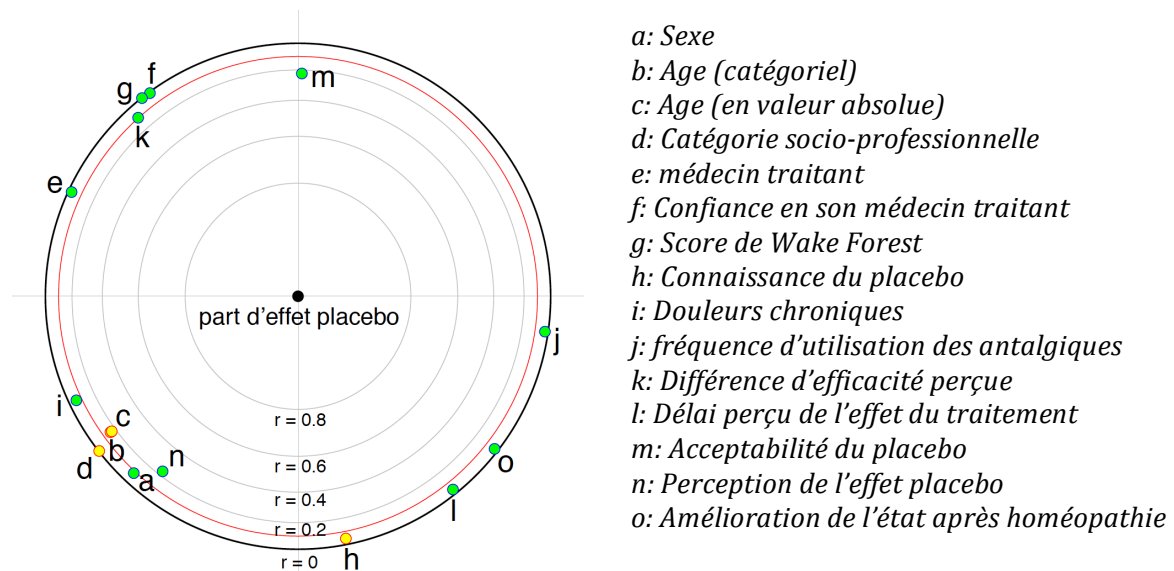 f
g
m
k
e
part d'effet placebo
j
i
c
r = 0.8
b
d
n
o
r = 0.6
a
r = 0.4
l
r = 0.2
r = 0
h
a: Sexe
b: Age (catégoriel)
c: Age (en valeur absolue)
d: Catégorie socio-professionnelle
e: médecin traitant
f: Confiance en son médecin traitant
g: Score de Wake Forest
h: Connaissance du placebo
i: Douleurs chroniques
j: fréquence d'utilisation des antalgiques
k: Différence d'efficacité perçue
l: Délai perçu de l'effet du traitement
m: Acceptabilité du placebo
n: Perception de l'effet placebo
o: Amélioration de l'état après homéopathie